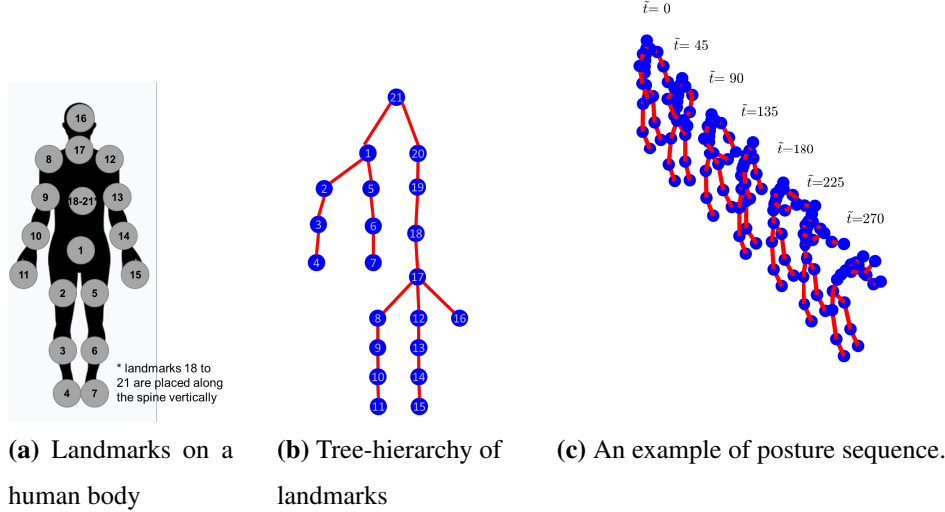 16
17
8
12
9
18-21*
13
10
14
1
11
15
2
5
3
6
4
7
* landmarks 18 to
21 are placed along
the spine vertically
21
1
20
2
5
19
3
6
18
4
7
17
8
12
16
9
13
10
14
11
15
t̃= 0
t̃= 45
t̃= 90
t̃=135
t̃=180
t̃=225
t̃=270
(a) Landmarks on a
human body
(b) Tree-hierarchy of
landmarks
(c) An example of posture sequence.